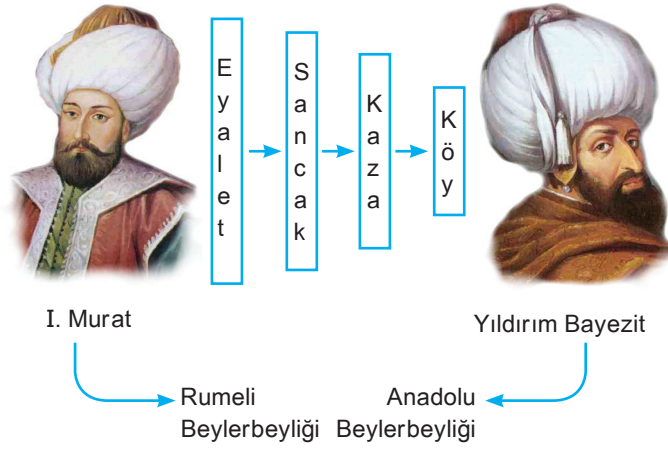 Eyalet
Sancak
Kaza
Köy
I. Murat
Yıldırım Bayezit
Rumeli
Beylerbeyliği
Anadolu
Beylerbeyliği